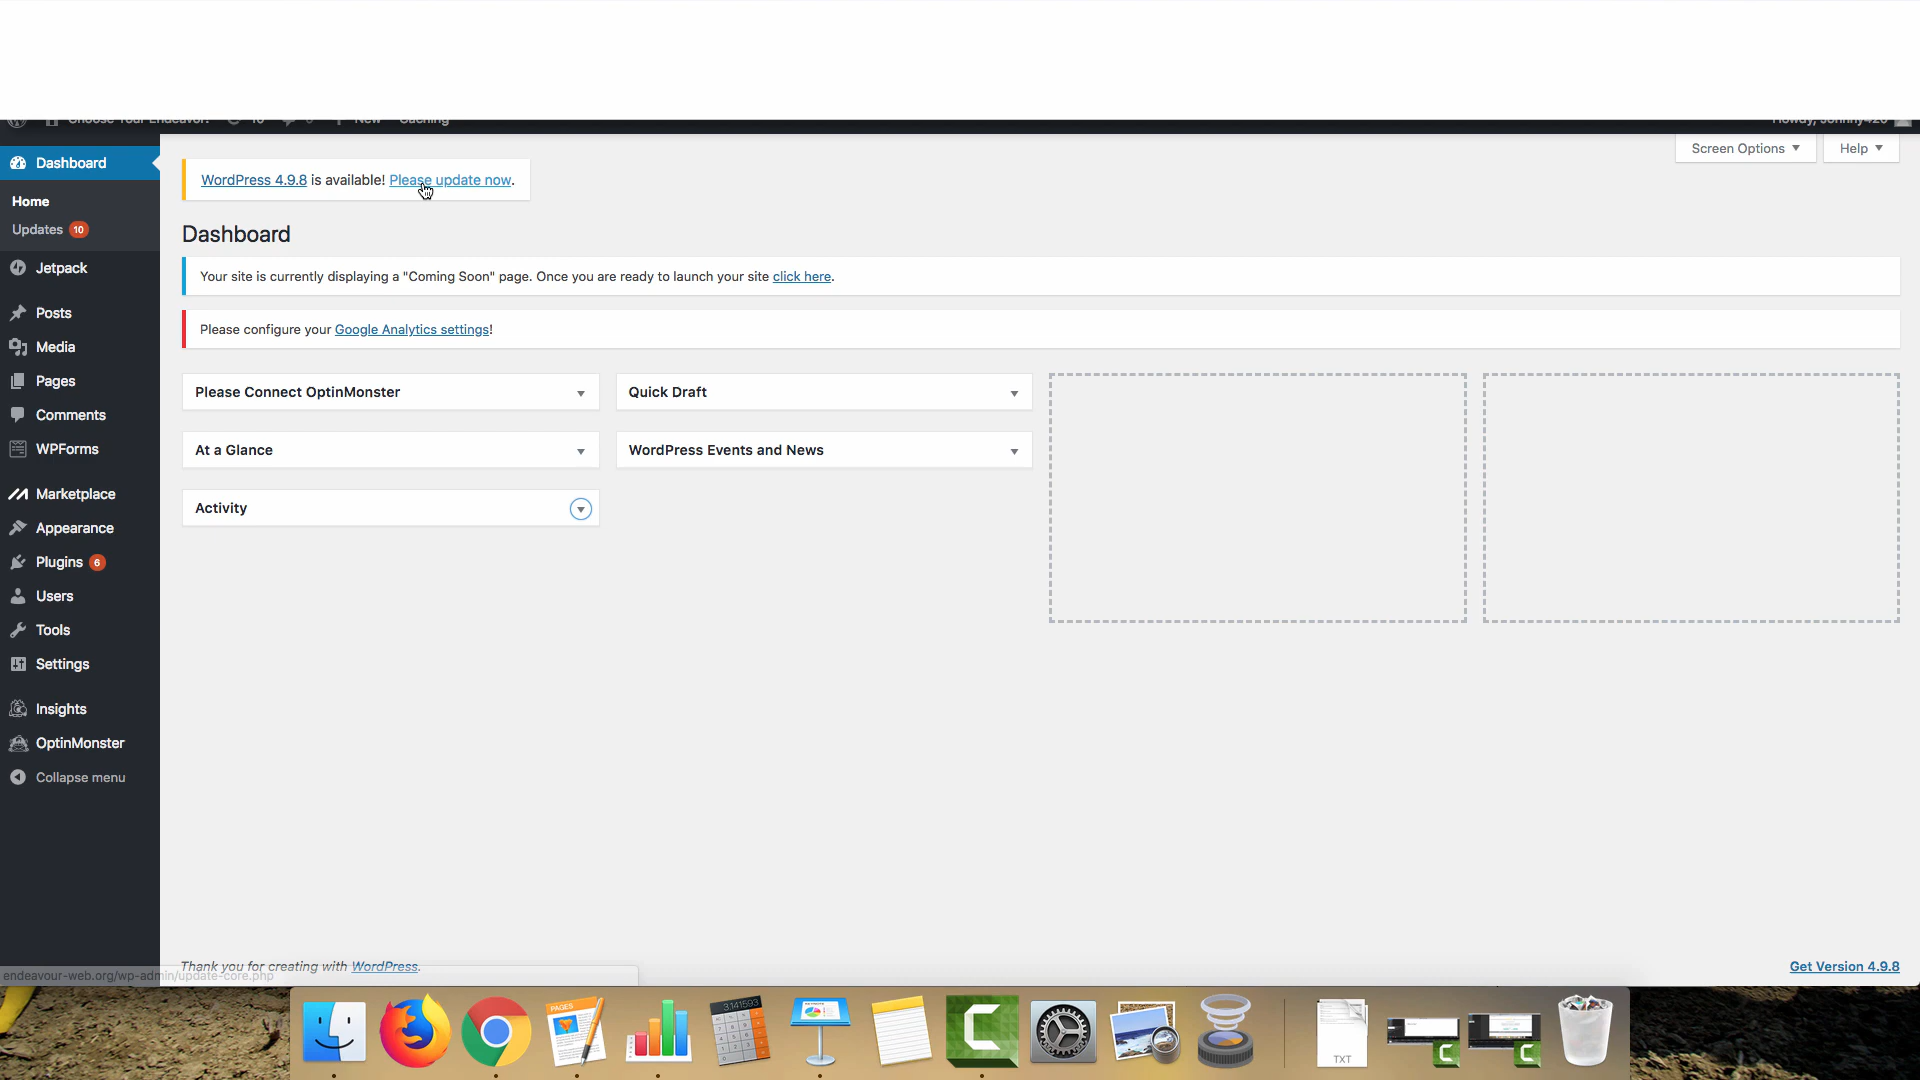 Choose Your Endeavor! 10 0 New Caching
Howdy, Johnny420
Dashboard
Home
Updates 10
Jetpack
Posts
Media
Pages
Comments
WPForms
Marketplace
Appearance
Plugins 6
Users
Tools
Settings
Insights
OptinMonster
Collapse menu
Screen Options Help
WordPress 4.9.8 is available! Please update now.
Dashboard
Your site is currently displaying a "Coming Soon" page. Once you are ready to launch your site click here.
Please configure your Google Analytics settings!
Please Connect OptinMonster
Quick Draft
At a Glance
WordPress Events and News
Activity
Thank you for creating with WordPress.
Get Version 4.9.8
endeavour-web.org/wp-admin/update-core.php
PAGES
3.141593
TXT